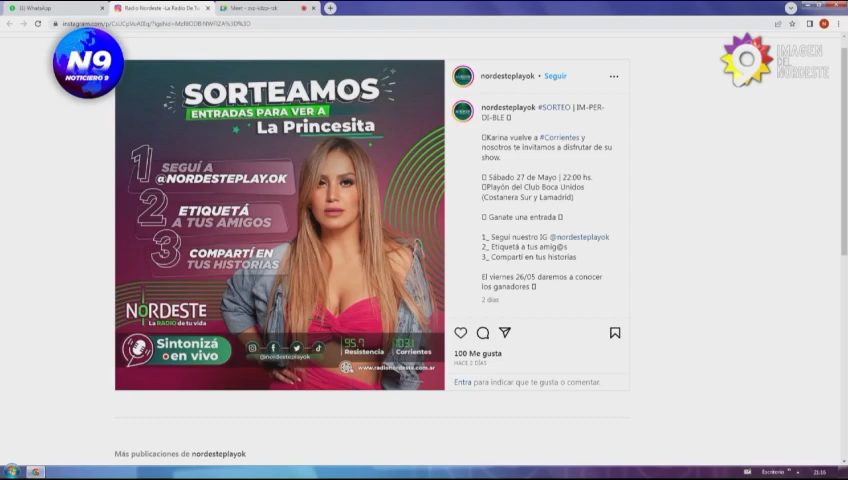 (1) WhatsApp
Radio Nordeste -La Radio De Tu
Meet -
N9
NOTICIERO 9
9
IMAGEN
DEL
NORDESTE
SORTEAMOS
ENTRADAS PARA VER A
La Princesita
1 SEGUÍ A
@NORDESTEPLAY.OK
2 ETIQUETÁ
A TUS AMIGOS
3 COMPARTÍ EN
TUS HISTORIAS
NORDESTE
La RADIO de tu vida
Sintonizá
en vivo
@nordesteplayok
95.7
Resistencia
103.1
Corrientes
www.radionordeste.com.ar
nordesteplayok • Seguir
nordesteplayok #SORTEO | IM-PER-
DI-BLE
Karina vuelve a #Corrientes y
nosotros te invitamos a disfrutar de su
show.
Sábado 27 de Mayo | 22:00 hs.
Playón del Club Boca Unidos
(Costanera Sur y Lamadrid)
Ganate una entrada
1_ Seguí nuestro IG @nordesteplayok
2_ Etiquetá a tus amig@s
3_ Compartí en tus historias
El viernes 26/05 daremos a conocer
los ganadores
2 días
100 Me gusta
HACE 2 DÍAS
Entra para indicar que te gusta o comentar.
Más publicaciones de nordesteplayok
Escritorio
21:16